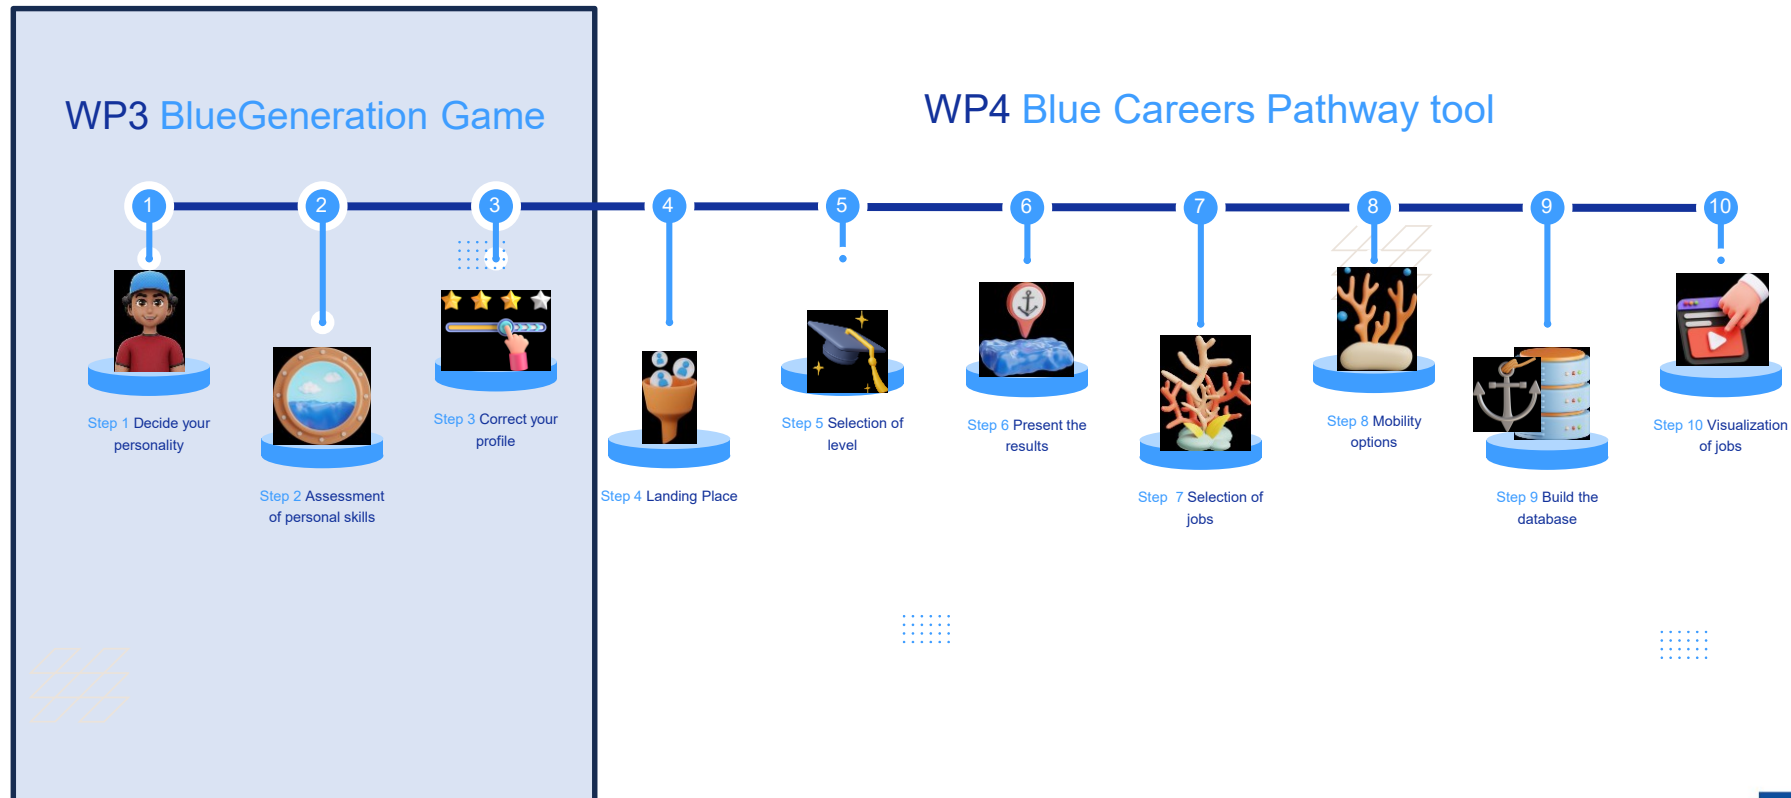 WP3 BlueGeneration Game
WP4 Blue Careers Pathway tool
1
2
3
4
5
6
7
8
9
10
Step 1 Decide your
personality
Step 2 Assessment
of personal skills
Step 3 Correct your
profile
Step 4 Landing Place
Step 5 Selection of
level
Step 6 Present the
results
Step 7 Selection of
jobs
Step 8 Mobility
options
Step 9 Build the
database
Step 10 Visualization
of jobs